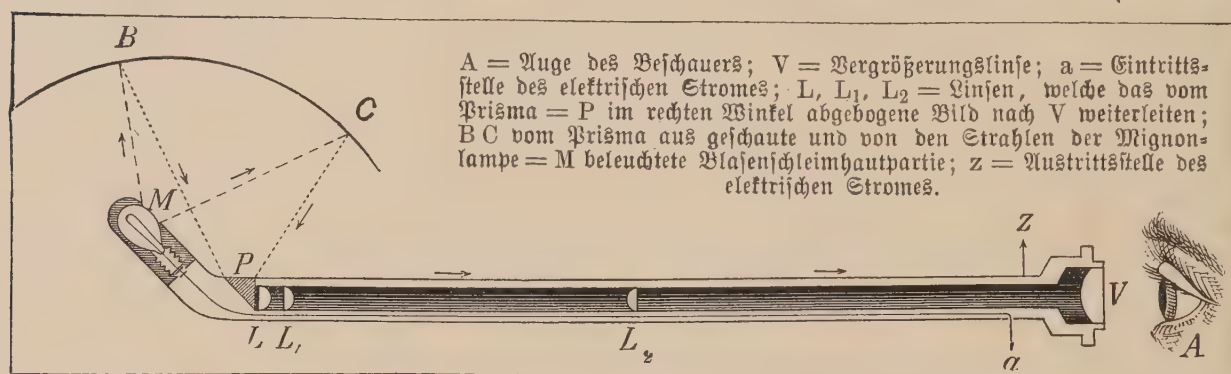 B
A = Auge des Beschauers; V = Vergrößerungslinse; a = Eintritts-
stelle des elektrischen Stromes; L, L₁, L₂ = Linsen, welche das vom
Prisma = P im rechten Winkel abgebogene Bild nach V weiterleiten;
B C vom Prisma aus geschaute und von den Strahlen der Mignon-
lampe = M beleuchtete Blasenschleimhautpartie; z = Austrittsstelle des
elektrischen Stromes.
C
M
P
z
V
L L₁ L₂
a
A